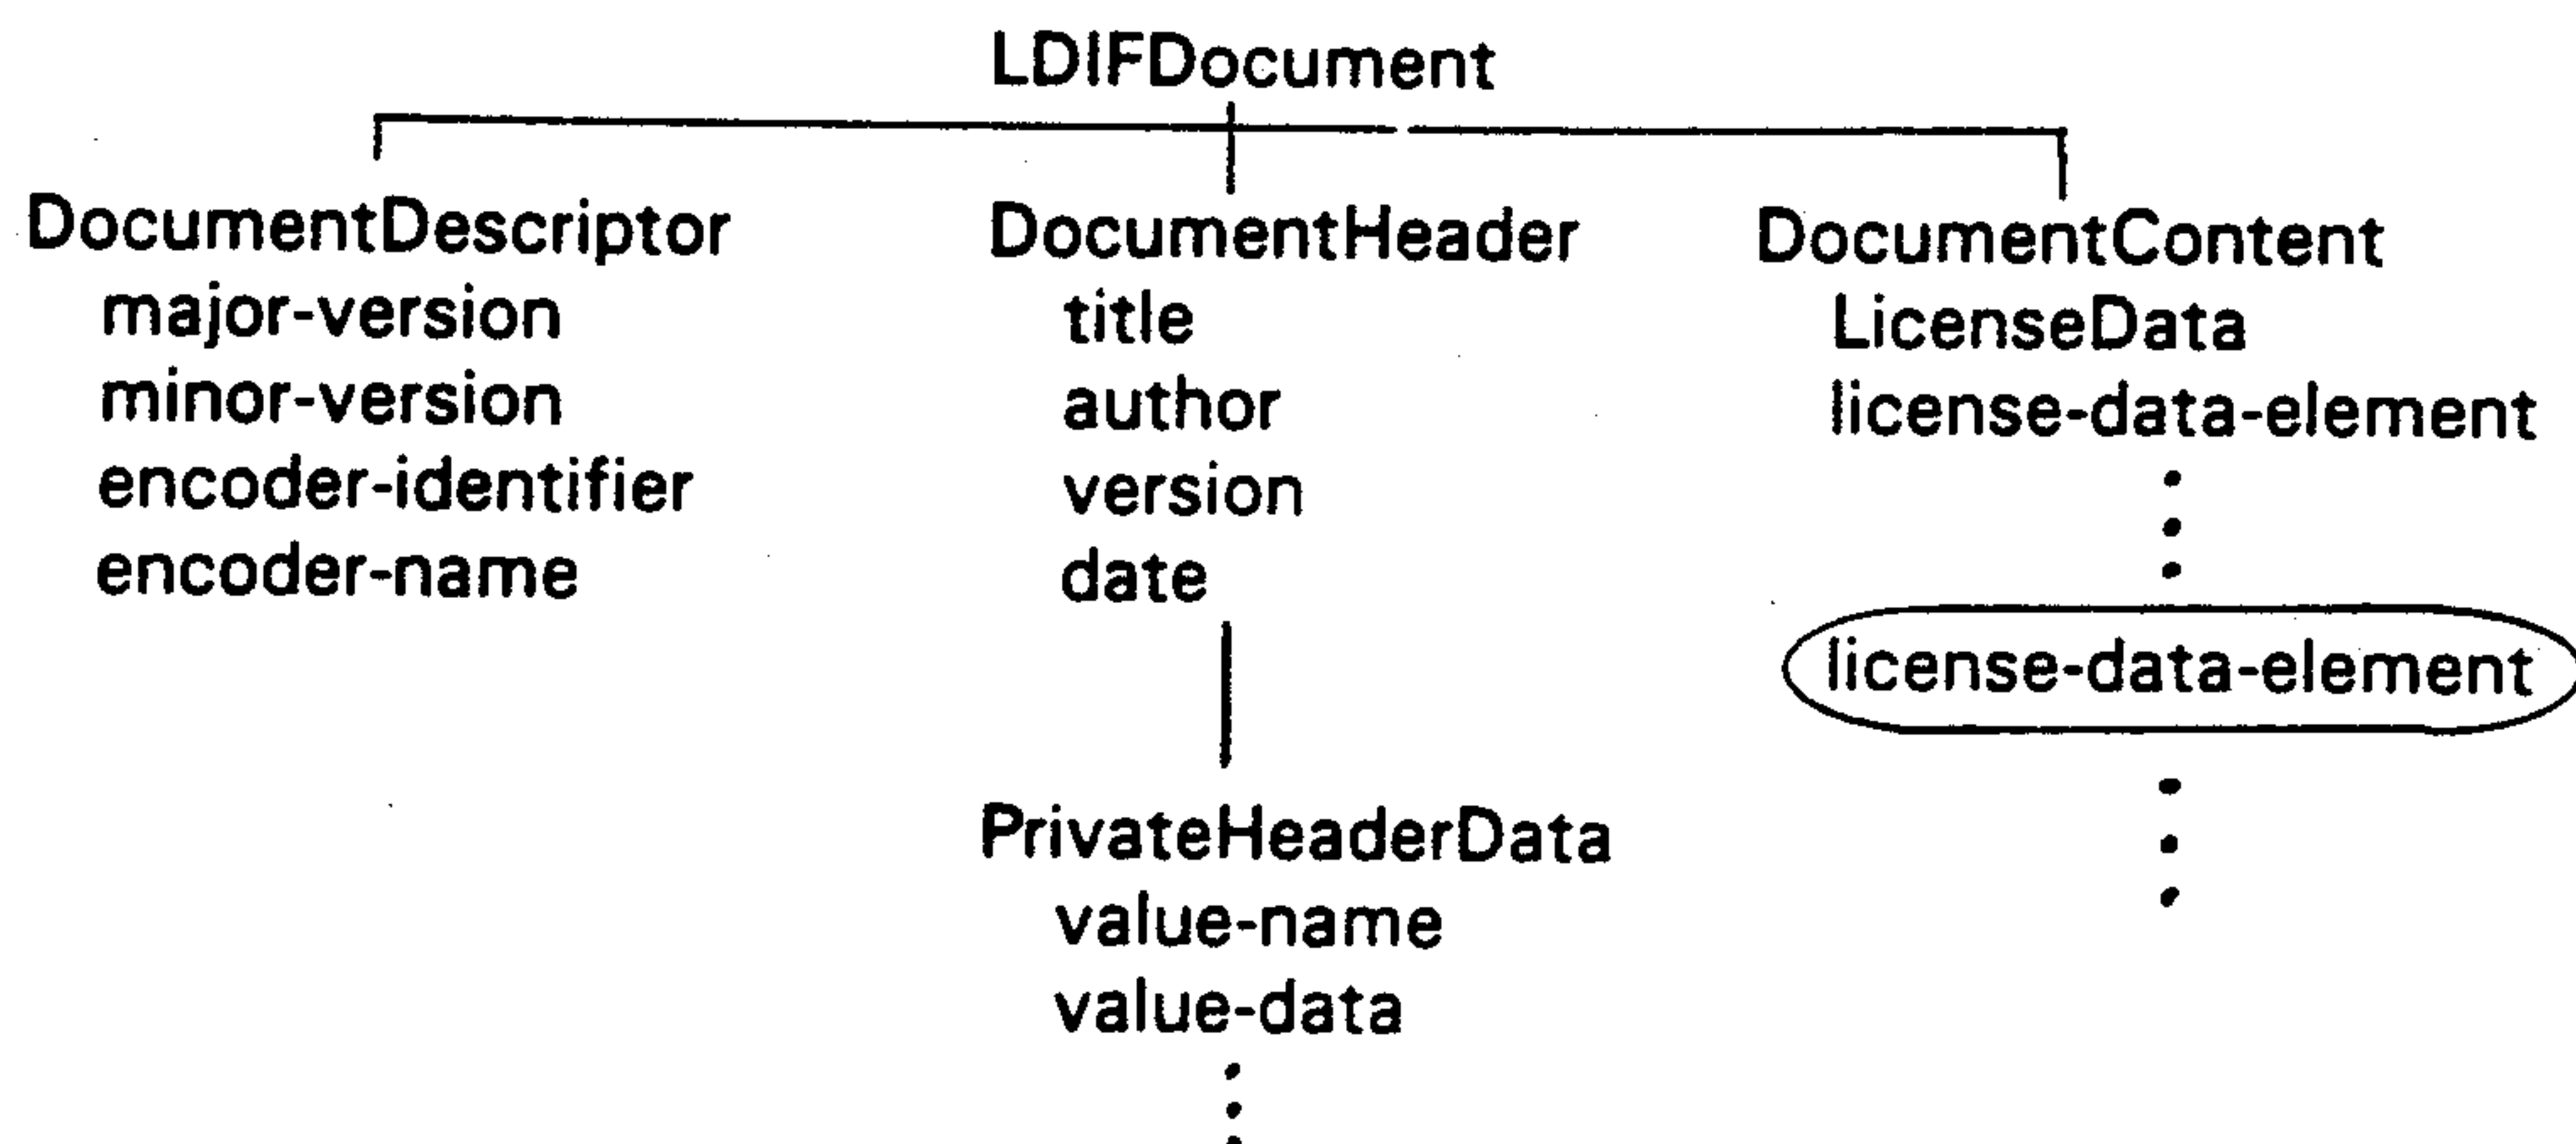 LDIFDocument
DocumentDescriptor
major-version
minor-version
encoder-identifier
encoder-name
DocumentHeader
title
author
version
date
PrivateHeaderData
value-name
value-data
DocumentContent
LicenseData
license-data-element
license-data-element